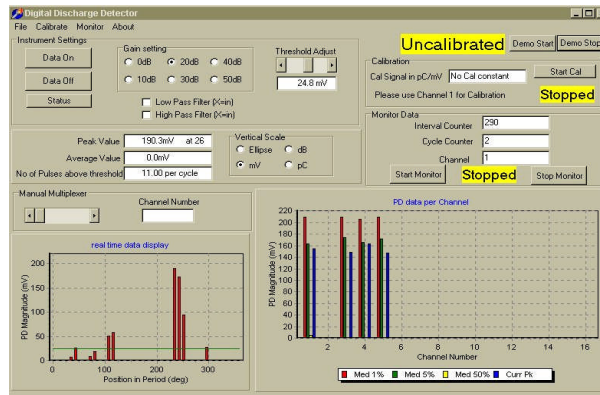 Digital Discharge Detector
File Calibrate Monitor About
Instrument Settings
Data On
Data Off
Status
Gain setting
0dB 20dB 40dB
10dB 30dB 50dB
Low Pass Filter (X=in)
High Pass Filter (X=in)
Threshold Adjust
24.8 mV
Uncalibrated
Demo Start
Demo Stop
Calibration
Cal Signal in pC/mV No Cal constant
Start Cal
Please use Channel 1 for Calibration
Stopped
Peak Value 190.3mV at 26
Average Value 0.0mV
No of Pulses above threshold 11.00 per cycle
Vertical Scale
Ellipse dB
mV pC
Monitor Data
Interval Counter 290
Cycle Counter 2
Channel 1
Start Monitor
Stopped
Stop Monitor
Manual Multiplexer
Channel Number
real time data display
PD Magnitude (mV)
200
150
100
50
0
0 100 200 300
Position in Period (deg)
PD data per Channel
PD Magnitude (mV)
220
200
180
160
140
120
100
80
60
40
20
0
2 4 6 8 10 12 14 16
Channel Number
Med 1% Med 5% Med 50% Curr Pk